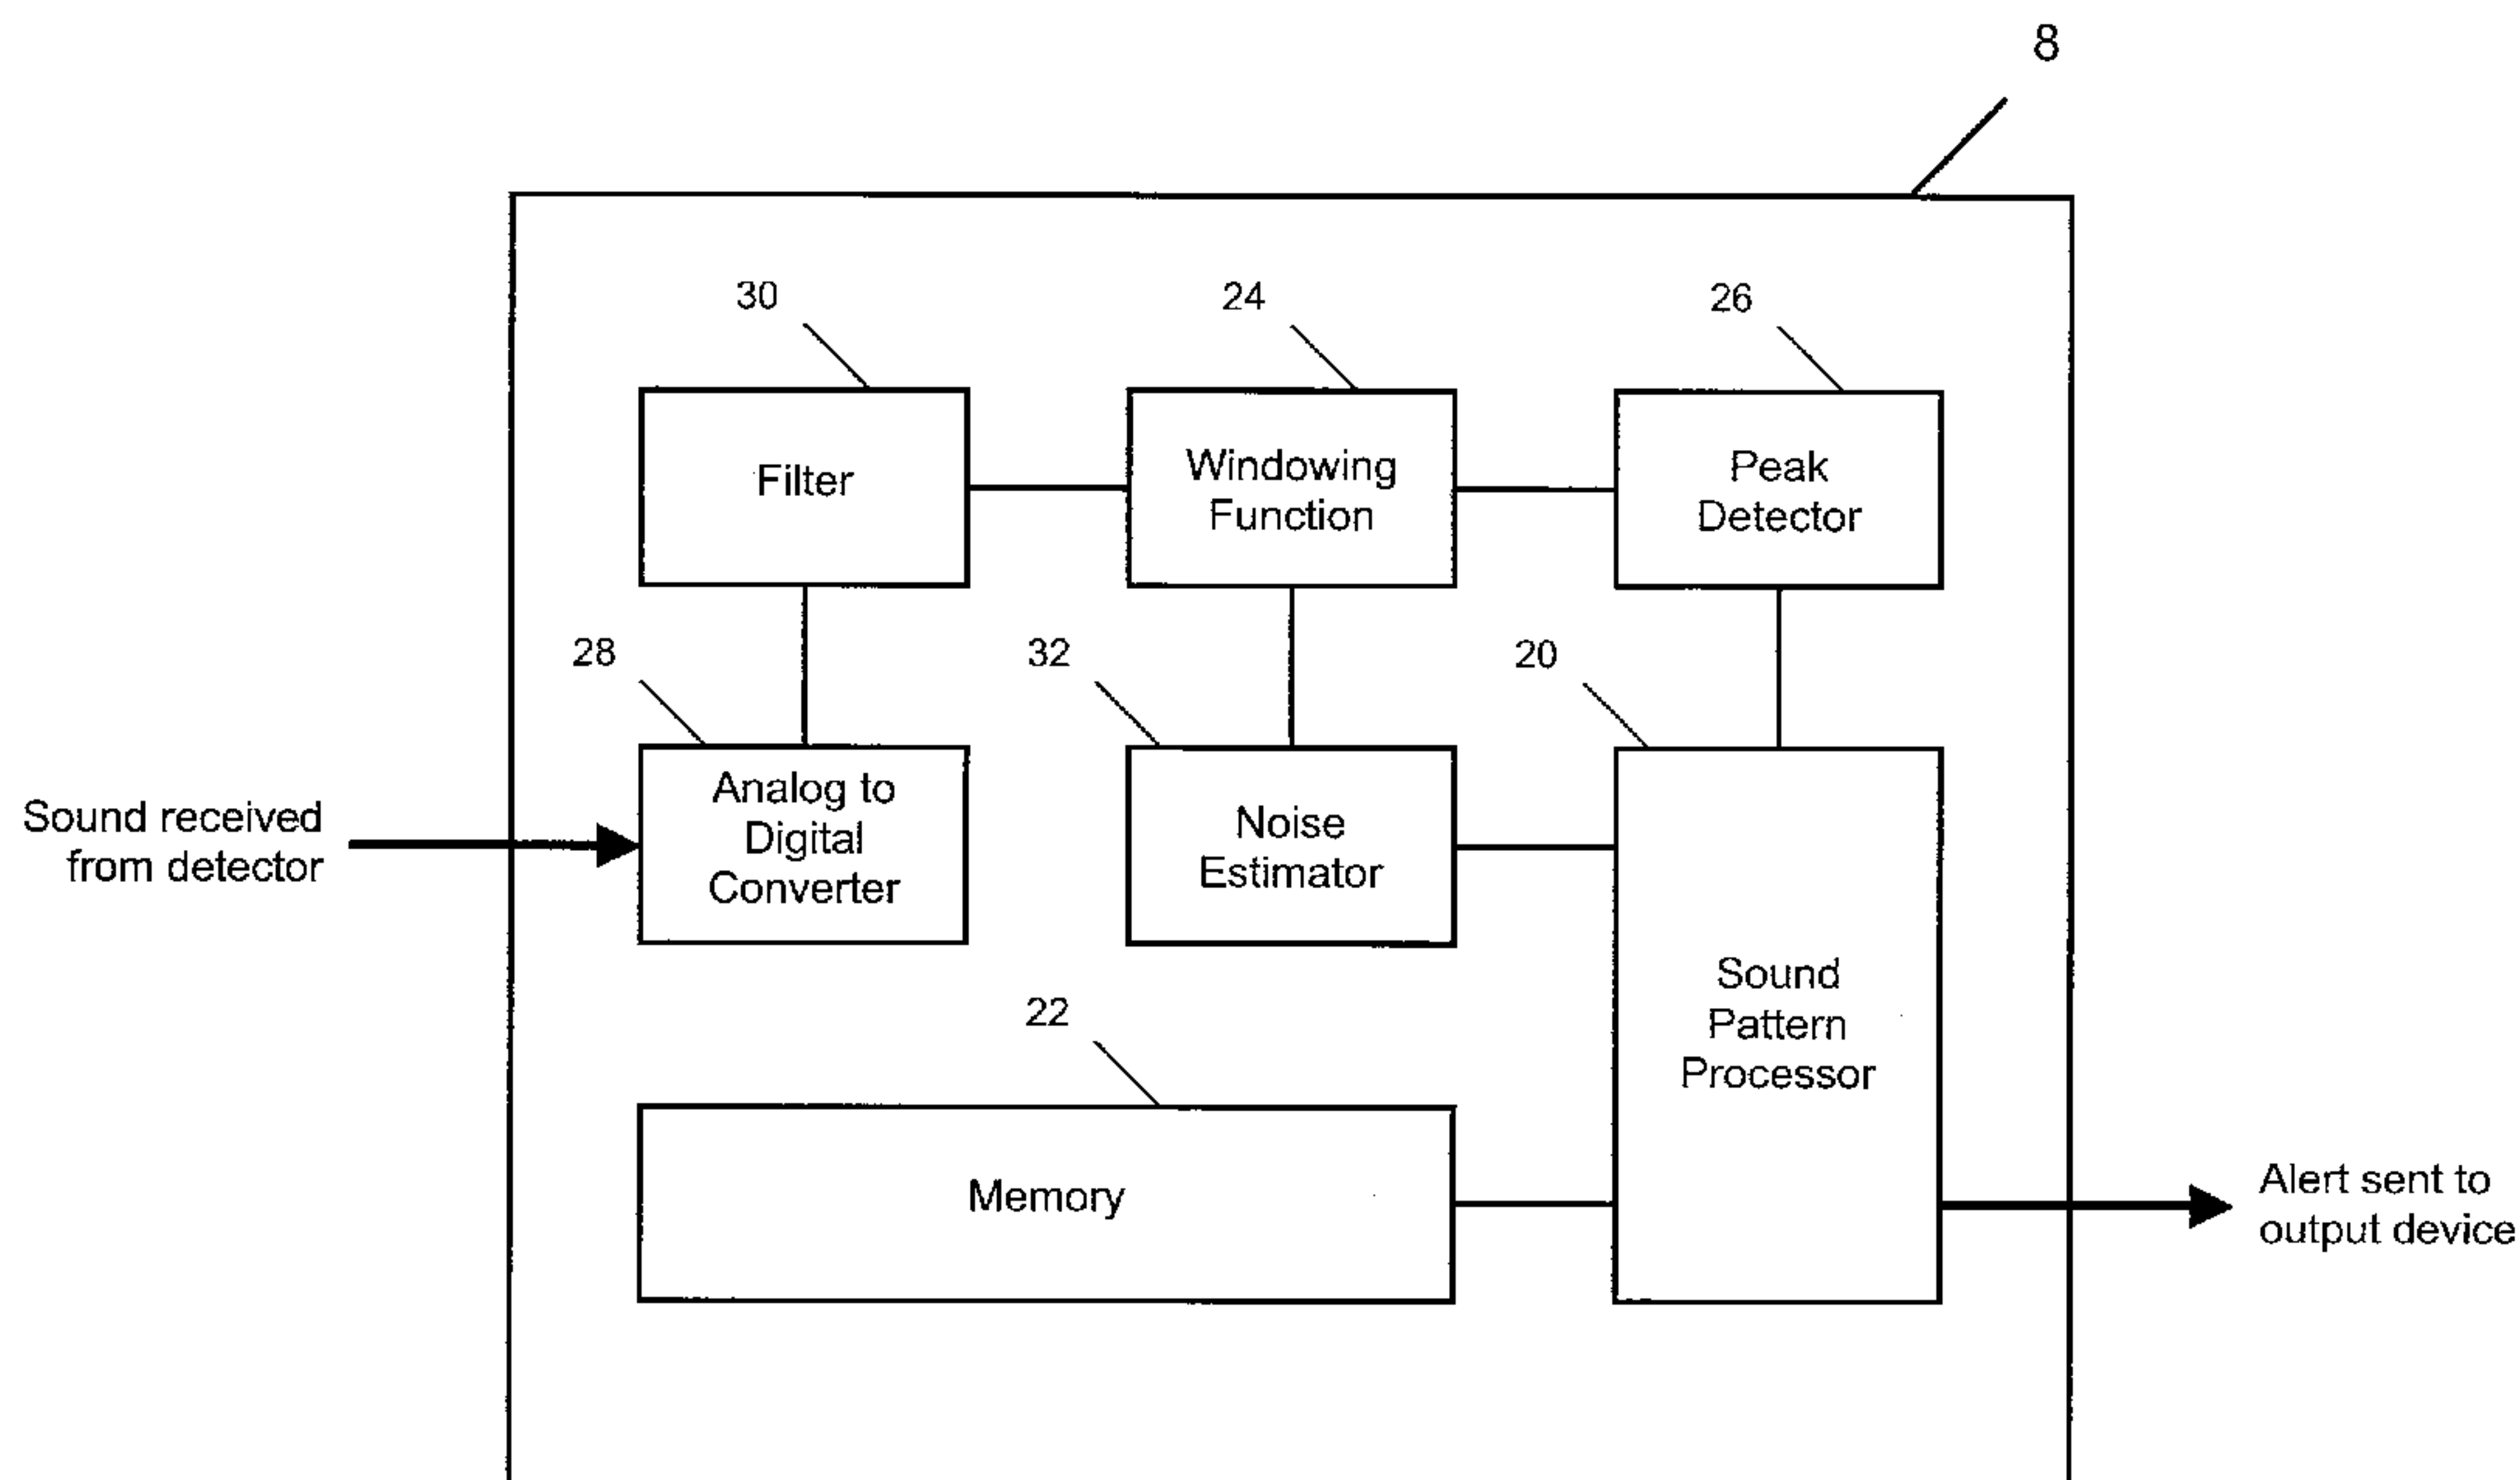 8
30
24
26
Filter
Windowing
Function
Peak
Detector
28
32
20
Sound received
from detector
Analog to
Digital
Converter
Noise
Estimator
Sound
Pattern
Processor
22
Memory
Alert sent to
output device